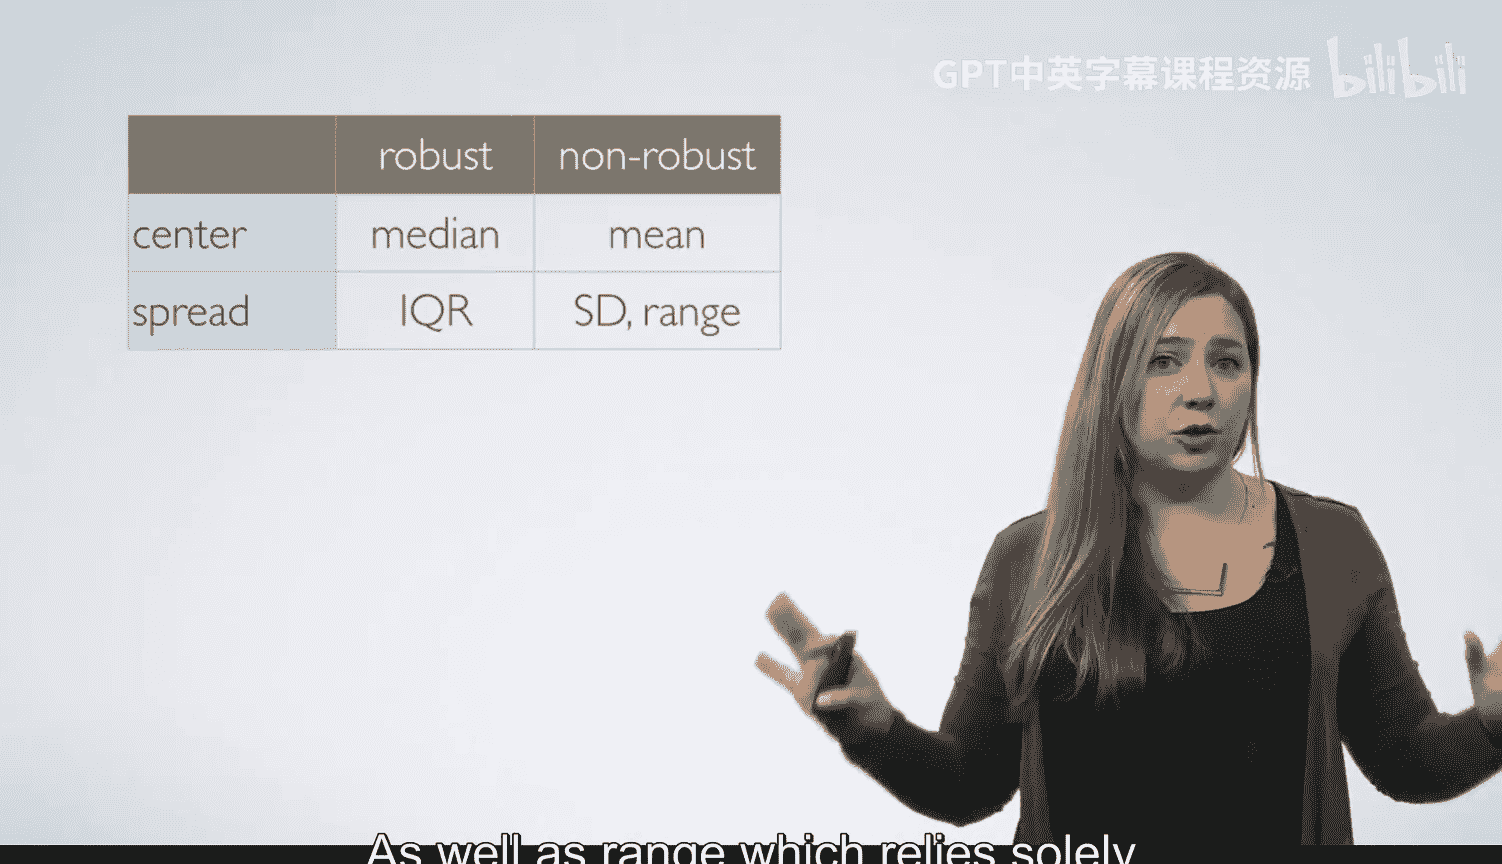 GPT中英字幕课程资源 bilibili
robust non-robust
center median mean
spread IQR SD, range
As well as range which relies solely